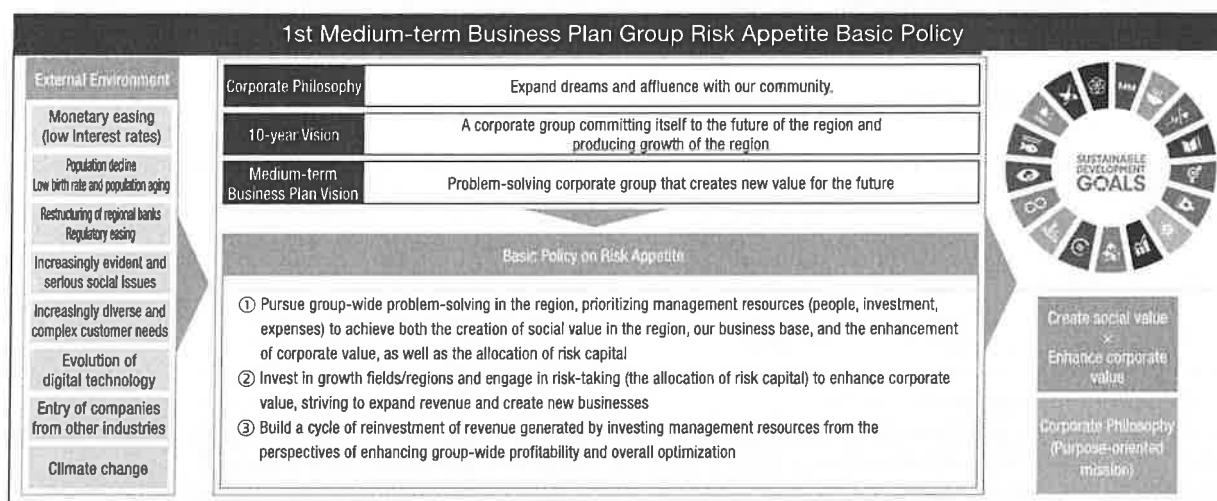 1st Medium-term Business Plan Group Risk Appetite Basic Policy
External Environment
Monetary easing
(low interest rates)
Population decline
Low birth rate and population aging
Restructuring of regional banks
Regulatory easing
Increasingly evident and
serious social issues
Increasingly diverse and
complex customer needs
Evolution of
digital technology
Entry of companies
from other industries
Climate change
Corporate Philosophy
Expand dreams and affluence with our community.
10-year Vision
A corporate group committing itself to the future of the region and
producing growth of the region
Medium-term
Business Plan Vision
Problem-solving corporate group that creates new value for the future
Basic Policy on Risk Appetite
① Pursue group-wide problem-solving in the region, prioritizing management resources (people, investment,
expenses) to achieve both the creation of social value in the region, our business base, and the enhancement
of corporate value, as well as the allocation of risk capital
② Invest in growth fields/regions and engage in risk-taking (the allocation of risk capital) to enhance corporate
value, striving to expand revenue and create new businesses
③ Build a cycle of reinvestment of revenue generated by investing management resources from the
perspectives of enhancing group-wide profitability and overall optimization
SUSTAINABLE
DEVELOPMENT
GOALS
Create social value
×
Enhance corporate
value
Corporate Philosophy
(Purpose-oriented
mission)